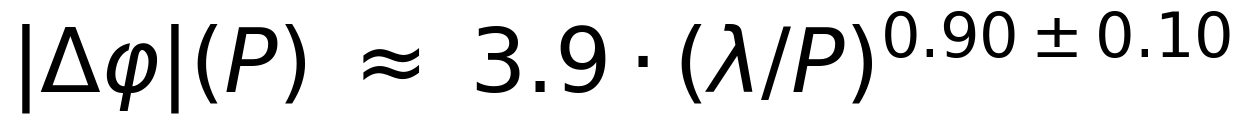 |Δφ|(P) ≈ 3.9 · (λ/P)^{0.90 ± 0.10}